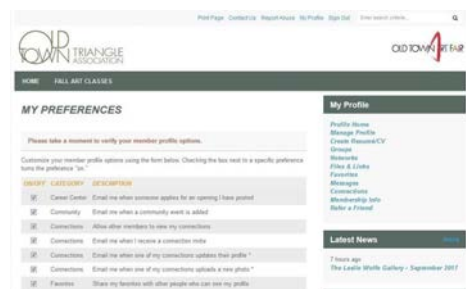 Print Page Contact Us Report Abuse My Profile Sign Out Enter search criteria...
OLD TOWN TRIANGLE ASSOCIATION
OLD TOWN ART FAIR
HOME FALL ART CLASSES
MY PREFERENCES
Please take a moment to verify your member profile options.
Customize your member profile options using the form below. Checking the box next to a specific preference
turns the preference "on."
ON/OFF CATEGORY DESCRIPTION
Career Center Email me when someone applies for an opening I have posted
Community Email me when a community event is added
Connections Allow other members to view my connections
Connections Email me when I receive a connection invite
Connections Email me when one of my connections updates their profile *
Connections Email me when one of my connections uploads a new photo *
Favorites Share my favorites with other people who can see my profile
My Profile
Profile Home
Manage Profile
Create Resume/CV
Groups
Networks
Files & Links
Favorites
Messages
Connections
Membership Info
Refer a Friend
Latest News
7 hours ago
The Leslie Wolfe Gallery - September 2017